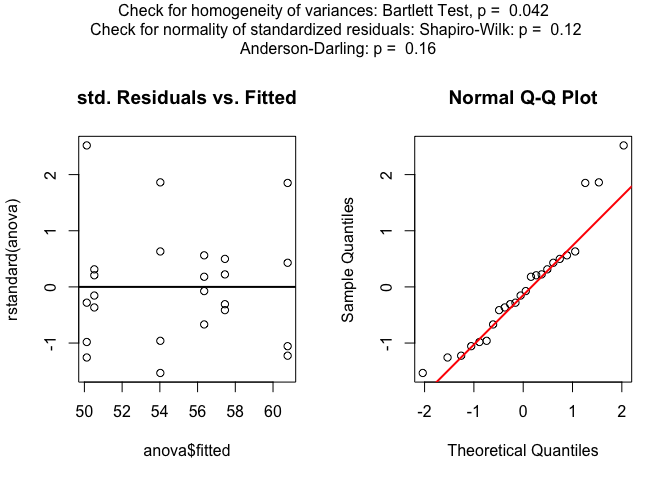 Check for homogeneity of variances: Bartlett Test, p =  0.042
Check for normality of standardized residuals: Shapiro-Wilk: p =  0.12
Anderson-Darling: p =  0.16
std. Residuals vs. Fitted
rstandard(anova)
2
1
0
-1
50 52 54 56 58 60
anova$fitted
Normal Q-Q Plot
Sample Quantiles
2
1
0
-1
-2 -1 0 1 2
Theoretical Quantiles